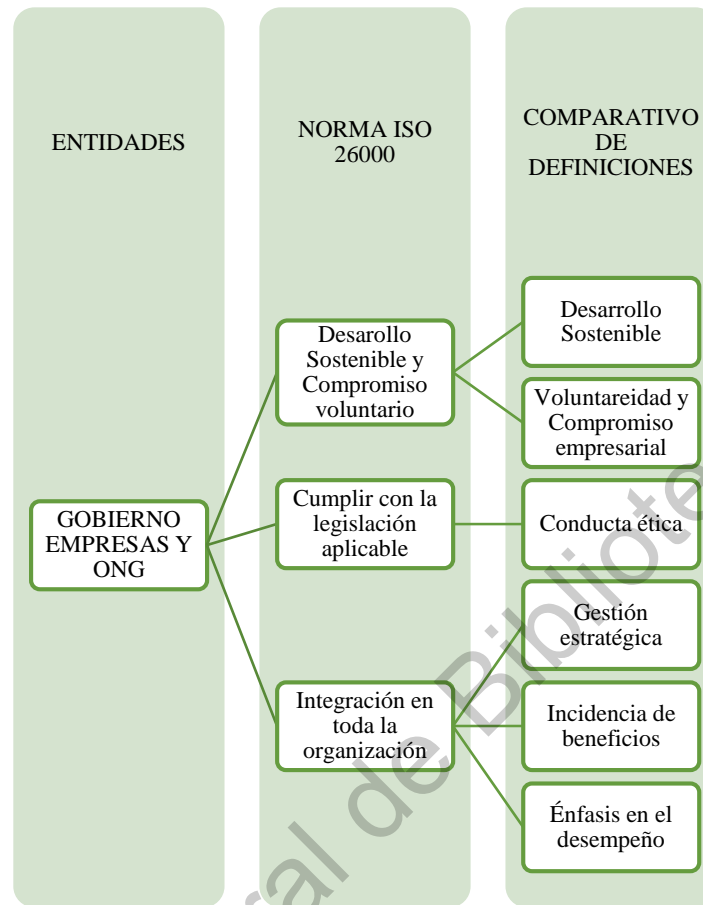 ENTIDADES
NORMA ISO
26000
COMPARATIVO
DE
DEFINICIONES
GOBIERNO
EMPRESAS Y
ONG
Desarollo
Sostenible y
Compromiso
voluntario
Desarrollo
Sostenible
Voluntareidad y
Compromiso
empresarial
Cumplir con la
legislación
aplicable
Conducta ética
Integración en
toda la
organización
Gestión
estratégica
Incidencia de
beneficios
Énfasis en el
desempeño
de